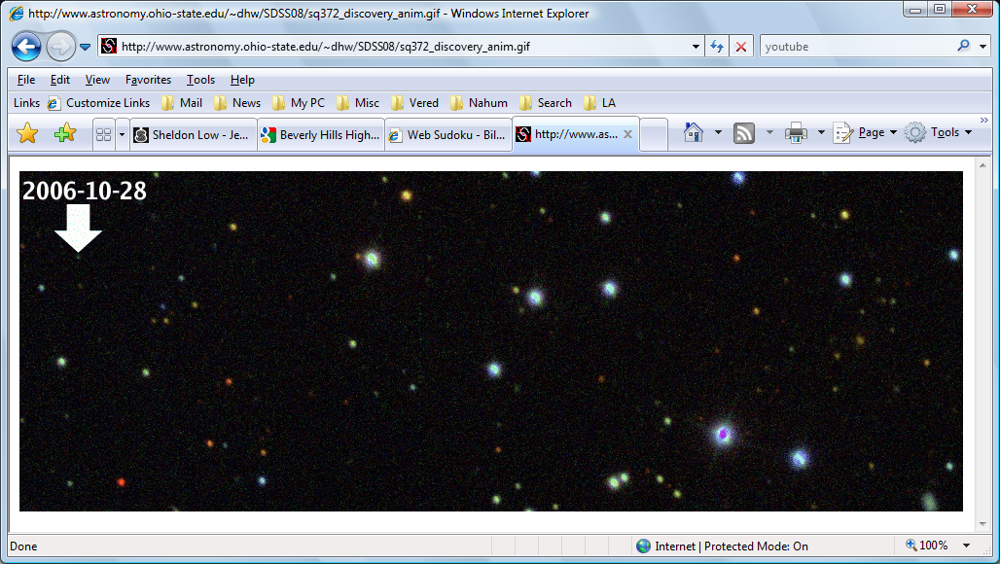 http://www.astronomy.ohio-state.edu/~dhw/SDSS08/sq372_discovery_anim.gif - Windows Internet Explorer
http://www.astronomy.ohio-state.edu/~dhw/SDSS08/sq372_discovery_anim.gif youtube
File Edit View Favorites Tools Help
Links Customize Links Mail News My PC Misc Vered Nahum Search LA
Sheldon Low - Je... Beverly Hills High... Web Sudoku - Bil... http://www.as... Page Tools
2006-10-28
Done Internet | Protected Mode: On 100%